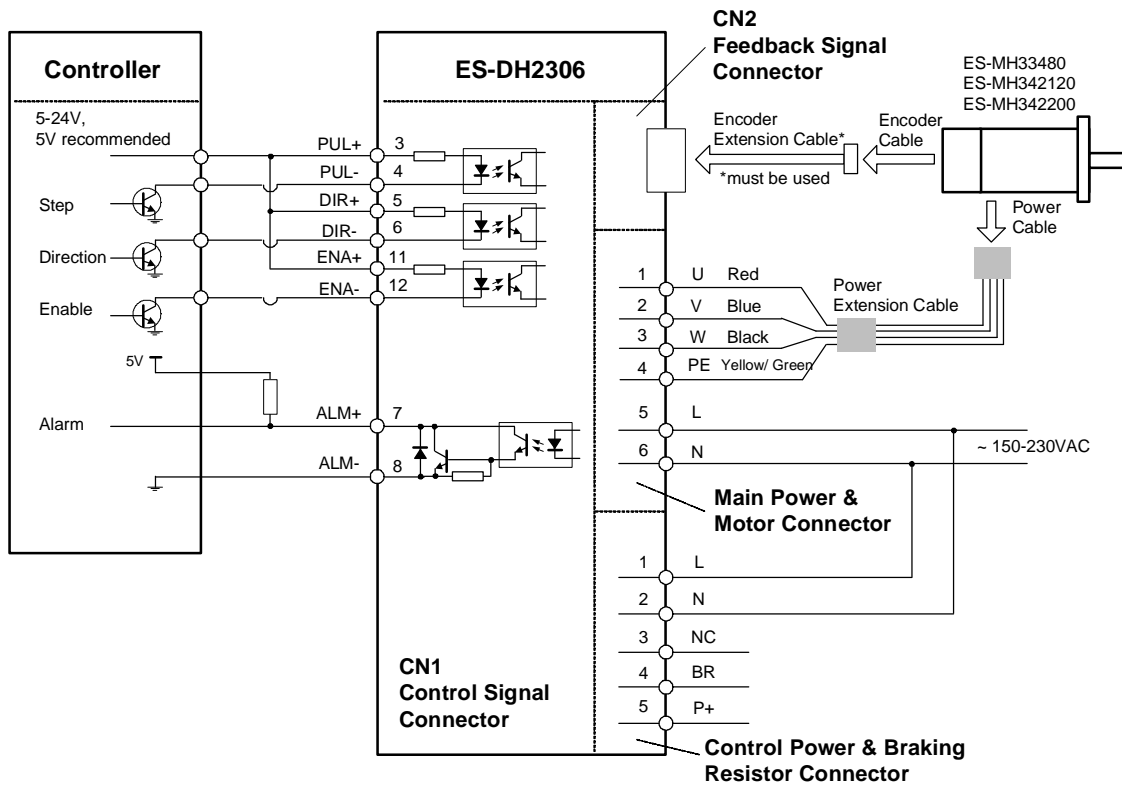 Controller
5-24V,
5V recommended
Step
Direction
Enable
5V
Alarm
ES-DH2306
PUL+ 3
PUL- 4
DIR+ 5
DIR- 6
ENA+ 11
ENA- 12
ALM+ 7
ALM- 8
CN1
Control Signal
Connector
CN2
Feedback Signal
Connector
Encoder
Extension Cable*
*must be used
Encoder
Cable
ES-MH33480
ES-MH342120
ES-MH342200
Power
Cable
Power
Extension Cable
1 U Red
2 V Blue
3 W Black
4 PE Yellow/ Green
5 L
6 N
~ 150-230VAC
Main Power &
Motor Connector
1 L
2 N
3 NC
4 BR
5 P+
Control Power & Braking
Resistor Connector